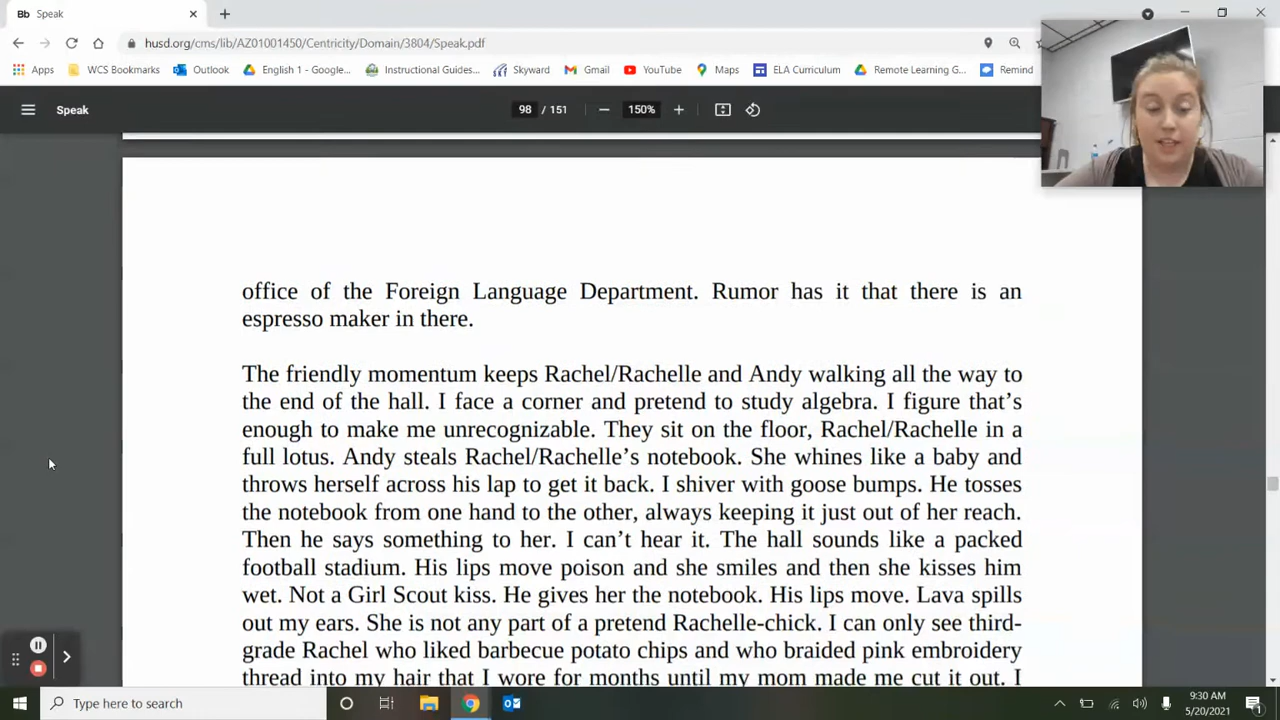 Bb Speak
husd.org/cms/lib/AZ01001450/Centricity/Domain/3804/Speak.pdf
Apps WCS Bookmarks Outlook English 1 - Google... Instructional Guides... Skyward Gmail YouTube Maps ELA Curriculum Remote Learning G... Remind
Speak 98 / 151 150%
office of the Foreign Language Department. Rumor has it that there is an
espresso maker in there.
The friendly momentum keeps Rachel/Rachelle and Andy walking all the way to
the end of the hall. I face a corner and pretend to study algebra. I figure that’s
enough to make me unrecognizable. They sit on the floor, Rachel/Rachelle in a
full lotus. Andy steals Rachel/Rachelle’s notebook. She whines like a baby and
throws herself across his lap to get it back. I shiver with goose bumps. He tosses
the notebook from one hand to the other, always keeping it just out of her reach.
Then he says something to her. I can’t hear it. The hall sounds like a packed
football stadium. His lips move poison and she smiles and then she kisses him
wet. Not a Girl Scout kiss. He gives her the notebook. His lips move. Lava spills
out my ears. She is not any part of a pretend Rachelle-chick. I can only see third-
grade Rachel who liked barbecue potato chips and who braided pink embroidery
thread into my hair that I wore for months until my mom made me cut it out. I
Type here to search
9:30 AM
5/20/2021
1